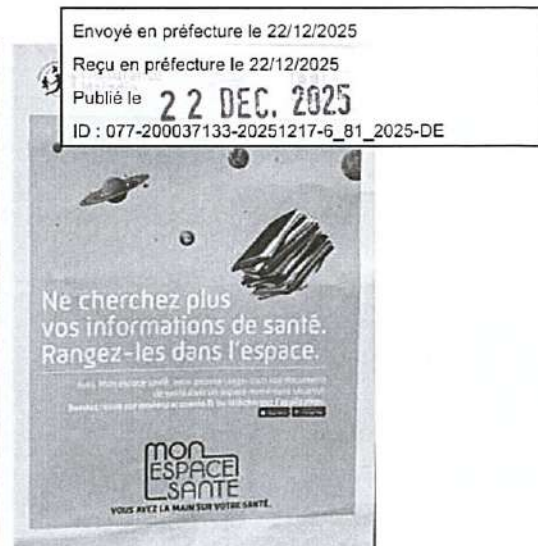 Envoyé en préfecture le 22/12/2025
Reçu en préfecture le 22/12/2025
Publié le 22 DEC. 2025
ID : 077-200037133-20251217-6_81_2025-DE
Ne cherchez plus
vos informations de santé.
Rangez-les dans l'espace.
MON
ESPACE
SANTÉ
VOUS AVEZ LA MAIN SUR VOTRE SANTÉ.